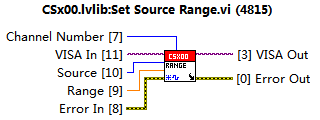 CSx00.lvlib:Set Source Range.vi (4815)
Channel Number [7]
VISA In [11]
Source [10]
Range [9]
Error In [8]
CSX00
RANGE
[3] VISA Out
[0] Error Out